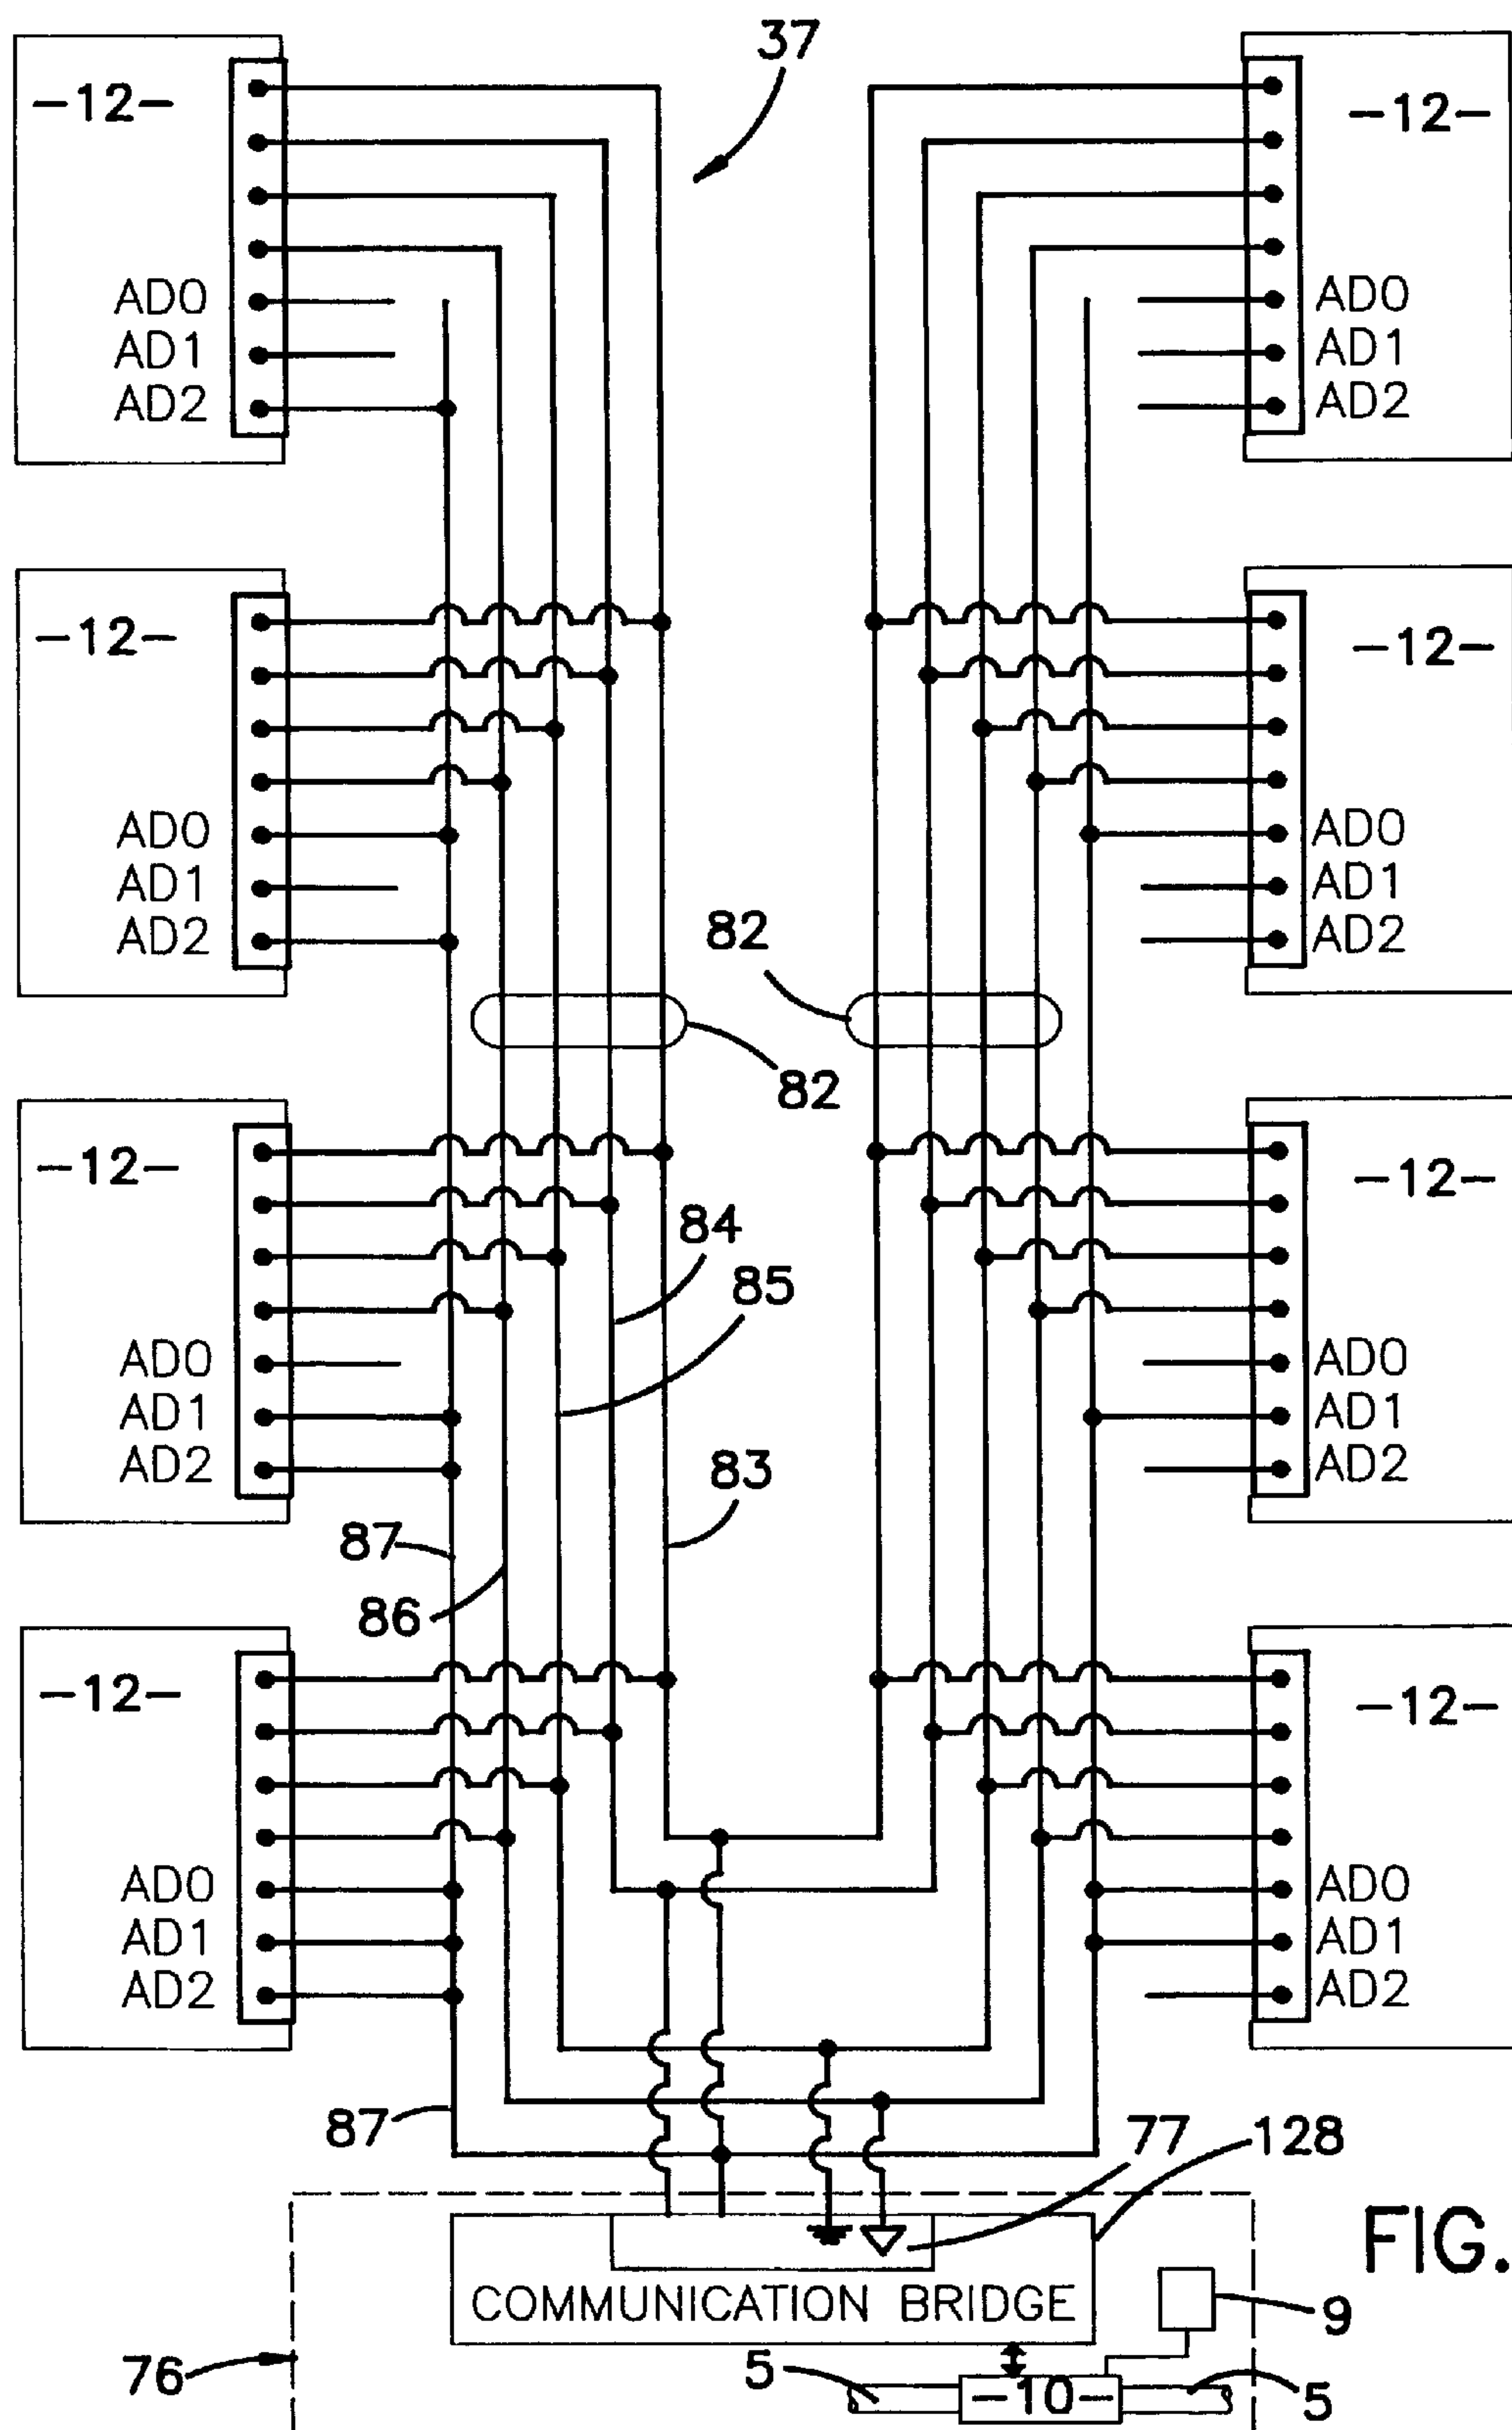 37
-12-
-12-
AD0
AD0
AD1
AD1
AD2
AD2
-12-
-12-
AD0
AD0
AD1
AD1
AD2
AD2
82
82
-12-
-12-
84
85
AD0
AD0
AD1
AD1
AD2
AD2
83
87
86
-12-
-12-
AD0
AD0
AD1
AD1
AD2
AD2
87
77
128
FIG.
COMMUNICATION BRIDGE
9
76
5
-10-
5